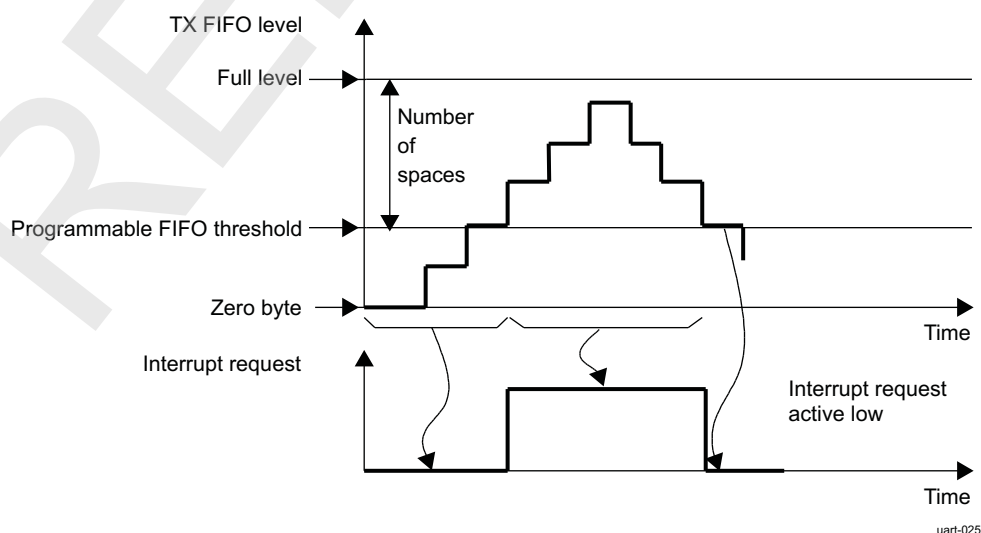 TX FIFO level
Full level
Number
of
spaces
Programmable FIFO threshold
Zero byte
Time
Interrupt request
Interrupt request
active low
Time
uart-025